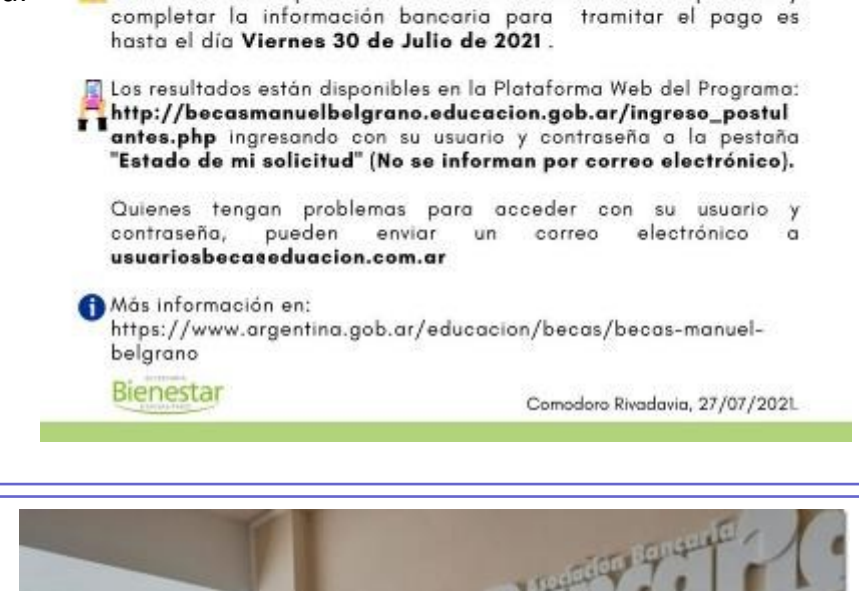 completar la información bancaria para tramitar el pago es
hasta el día Viernes 30 de Julio de 2021 .
Los resultados están disponibles en la Plataforma Web del Programa:
http://becasmanuelbelgrano.educacion.gob.ar/ingreso_postul
antes.php ingresando con su usuario y contraseña a la pestaña
"Estado de mi solicitud" (No se informan por correo electrónico).
Quienes tengan problemas para acceder con su usuario y
contraseña, pueden enviar un correo electrónico a
usuariosbecaseduacion.com.ar
Más información en:
https://www.argentina.gob.ar/educacion/becas/becas-manuel-
belgrano
Bienestar
Comodoro Rivadavia, 27/07/2021.
Asociación Bancaria
Bancaria